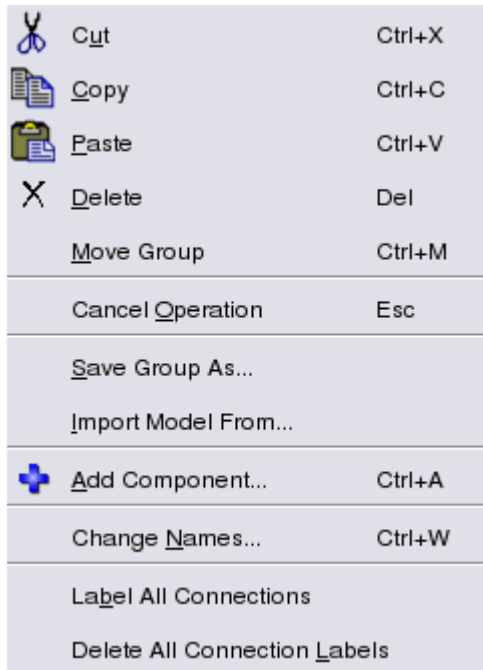 Cut Ctrl+X
Copy Ctrl+C
Paste Ctrl+V
Delete Del
Move Group Ctrl+M
Cancel Operation Esc
Save Group As...
Import Model From...
Add Component... Ctrl+A
Change Names... Ctrl+W
Label All Connections
Delete All Connection Labels